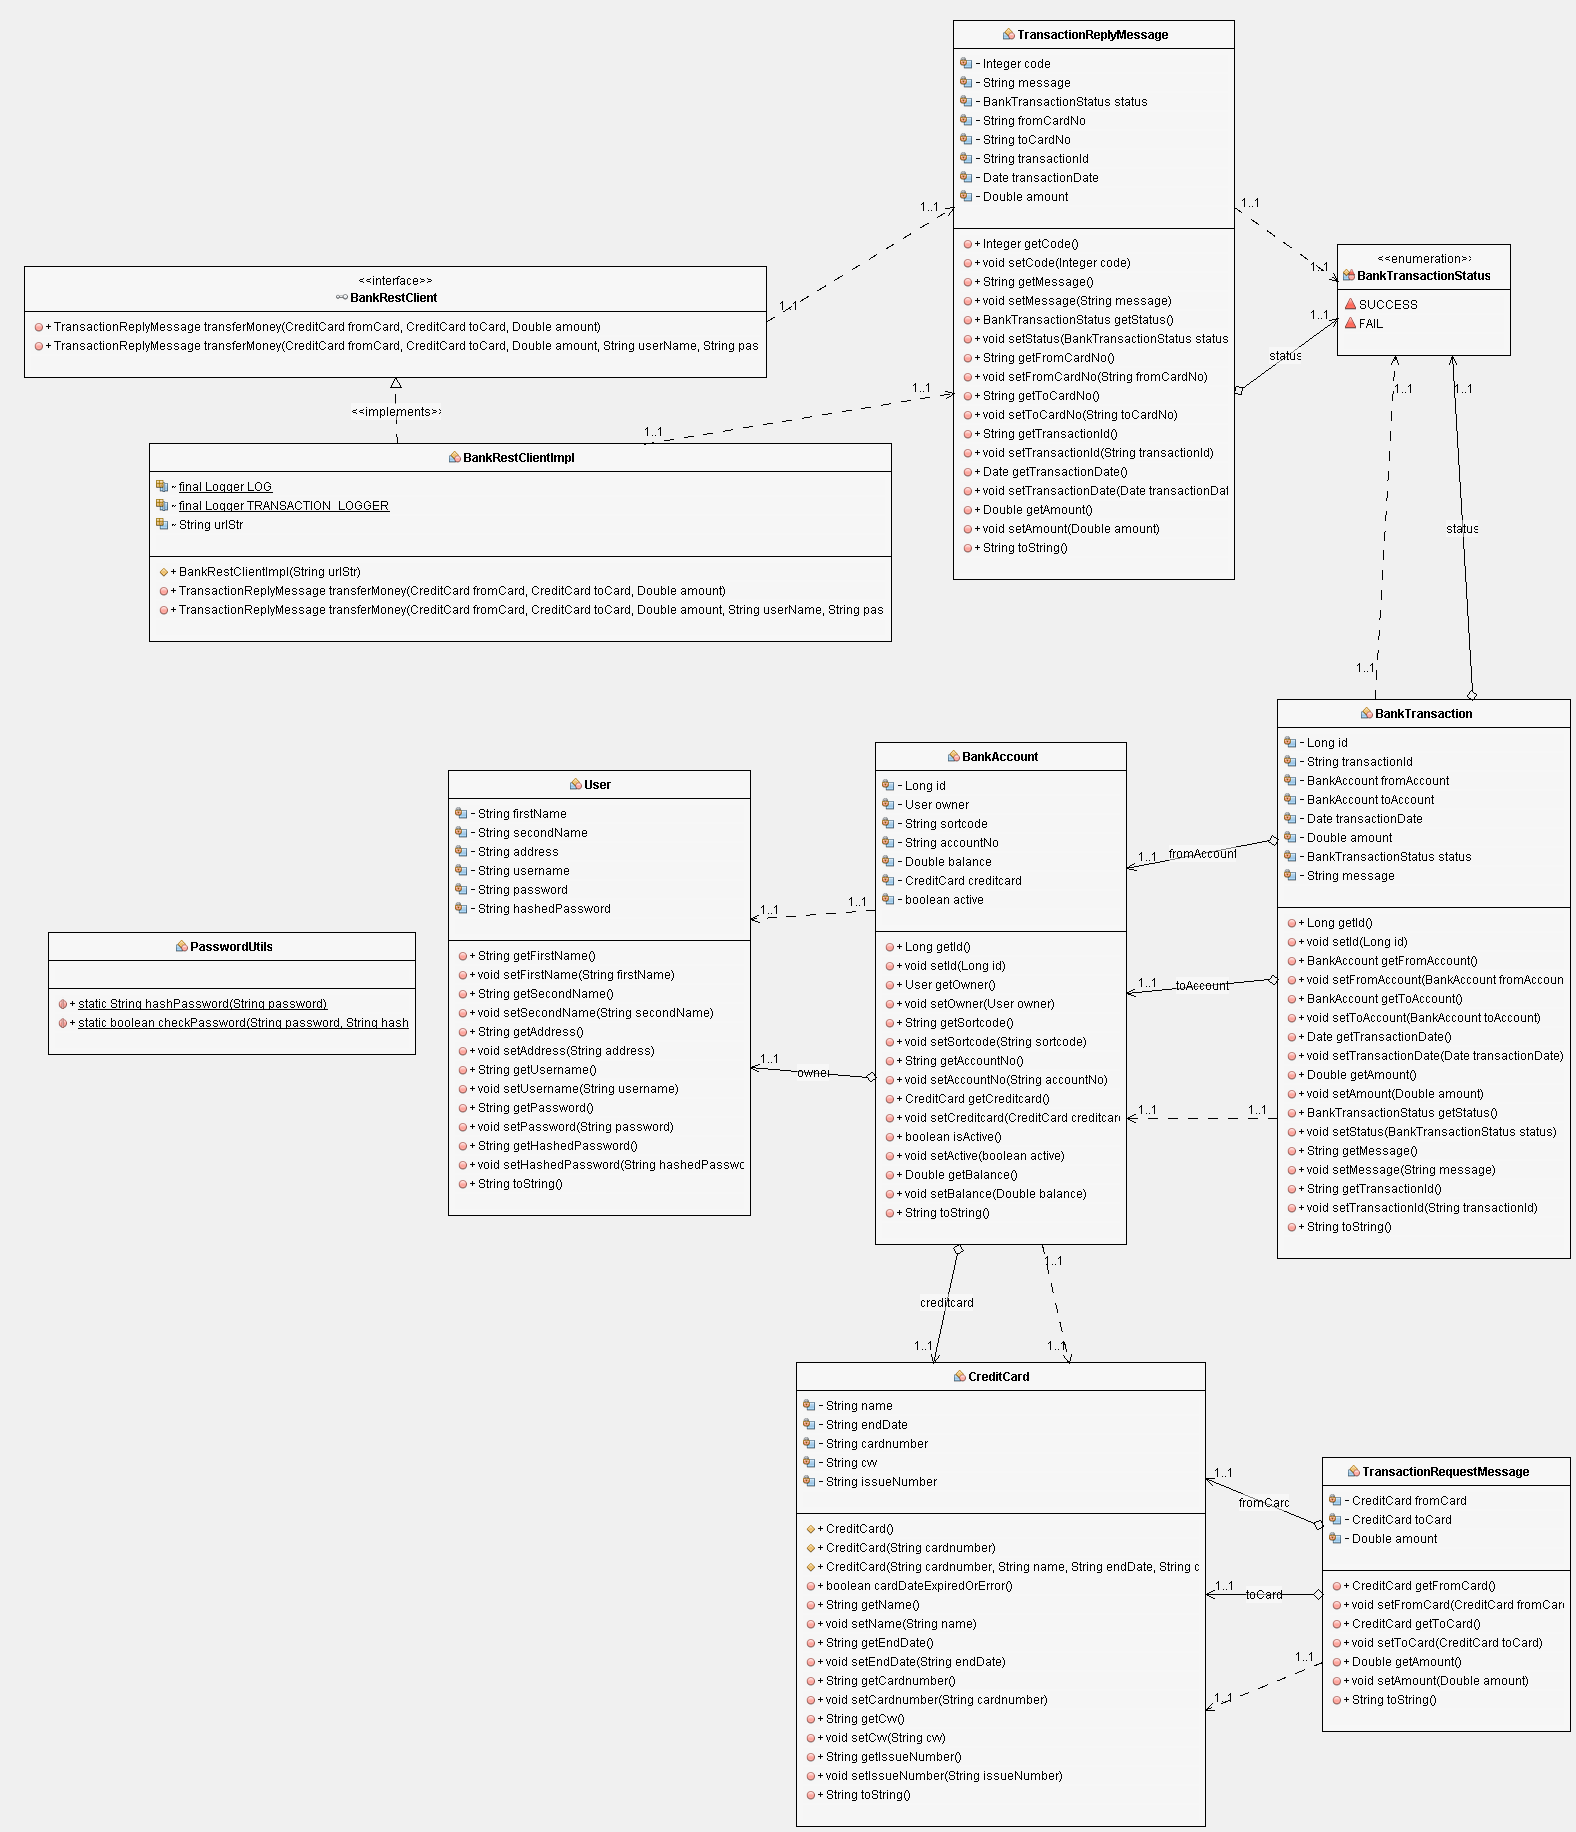 TransactionReplyMessage
- Integer code
- String message
- BankTransactionStatus status
- String fromCardNo
- String toCardNo
- String transactionId
- Date transactionDate
- Double amount
+ Integer getCode()
+ void setCode(Integer code)
+ String getMessage()
+ void setMessage(String message)
+ BankTransactionStatus getStatus()
+ void setStatus(BankTransactionStatus status
+ String getFromCardNo()
+ void setFromCardNo(String fromCardNo)
+ String getToCardNo()
+ void setToCardNo(String toCardNo)
+ String getTransactionId()
+ void setTransactionId(String transactionId)
+ Date getTransactionDate()
+ void setTransactionDate(Date transactionDat
+ Double getAmount()
+ void setAmount(Double amount)
+ String toString()
1..1
1..1
1..1
1..1
1..1
status
<<enumeration>>
BankTransactionStatus
SUCCESS
FAIL
<<interface>>
BankRestClient
+ TransactionReplyMessage transferMoney(CreditCard fromCard, CreditCard toCard, Double amount)
+ TransactionReplyMessage transferMoney(CreditCard fromCard, CreditCard toCard, Double amount, String userName, String pas
<<implements>>
1..1
1..1
BankRestClientImpl
~ final Logger LOG
~ final Logger TRANSACTION_LOGGER
~ String urlStr
+ BankRestClientImpl(String urlStr)
+ TransactionReplyMessage transferMoney(CreditCard fromCard, CreditCard toCard, Double amount)
+ TransactionReplyMessage transferMoney(CreditCard fromCard, CreditCard toCard, Double amount, String userName, String pas
1..1
1..1
status
1..1
BankTransaction
- Long id
- String transactionId
- BankAccount fromAccount
- BankAccount toAccount
- Date transactionDate
- Double amount
- BankTransactionStatus status
- String message
+ Long getId()
+ void setId(Long id)
+ BankAccount getFromAccount()
+ void setFromAccount(BankAccount fromAccoun
+ BankAccount getToAccount()
+ void setToAccount(BankAccount toAccount)
+ Date getTransactionDate()
+ void setTransactionDate(Date transactionDate)
+ Double getAmount()
+ void setAmount(Double amount)
+ BankTransactionStatus getStatus()
+ void setStatus(BankTransactionStatus status)
+ String getMessage()
+ void setMessage(String message)
+ String getTransactionId()
+ void setTransactionId(String transactionId)
+ String toString()
1..1
fromAccount
1..1
toAccount
1..1
1..1
BankAccount
- Long id
- User owner
- String sortcode
- String accountNo
- Double balance
- CreditCard creditcard
- boolean active
+ Long getId()
+ void setId(Long id)
+ User getOwner()
+ void setOwner(User owner)
+ String getSortcode()
+ void setSortcode(String sortcode)
+ String getAccountNo()
+ void setAccountNo(String accountNo)
+ CreditCard getCreditcard()
+ void setCreditcard(CreditCard creditcard
+ boolean isActive()
+ void setActive(boolean active)
+ Double getBalance()
+ void setBalance(Double balance)
+ String toString()
1..1
1..1
1..1
owner
User
- String firstName
- String secondName
- String address
- String username
- String password
- String hashedPassword
+ String getFirstName()
+ void setFirstName(String firstName)
+ String getSecondName()
+ void setSecondName(String secondName)
+ String getAddress()
+ void setAddress(String address)
+ String getUsername()
+ void setUsername(String username)
+ String getPassword()
+ void setPassword(String password)
+ String getHashedPassword()
+ void setHashedPassword(String hashedPasswo
+ String toString()
PasswordUtils
+ static String hashPassword(String password)
+ static boolean checkPassword(String password, String hash
1..1
creditcard
1..1
1..1
CreditCard
- String name
- String endDate
- String cardnumber
- String cvv
- String issueNumber
+ CreditCard()
+ CreditCard(String cardnumber)
+ CreditCard(String cardnumber, String name, String endDate, String c
+ boolean cardDateExpiredOrError()
+ String getName()
+ void setName(String name)
+ String getEndDate()
+ void setEndDate(String endDate)
+ String getCardnumber()
+ void setCardnumber(String cardnumber)
+ String getCvv()
+ void setCvv(String cvv)
+ String getIssueNumber()
+ void setIssueNumber(String issueNumber)
+ String toString()
1..1
fromCard
1..1
toCard
1..1
1..1
TransactionRequestMessage
- CreditCard fromCard
- CreditCard toCard
- Double amount
+ CreditCard getFromCard()
+ void setFromCard(CreditCard fromCard
+ CreditCard getToCard()
+ void setToCard(CreditCard toCard)
+ Double getAmount()
+ void setAmount(Double amount)
+ String toString()